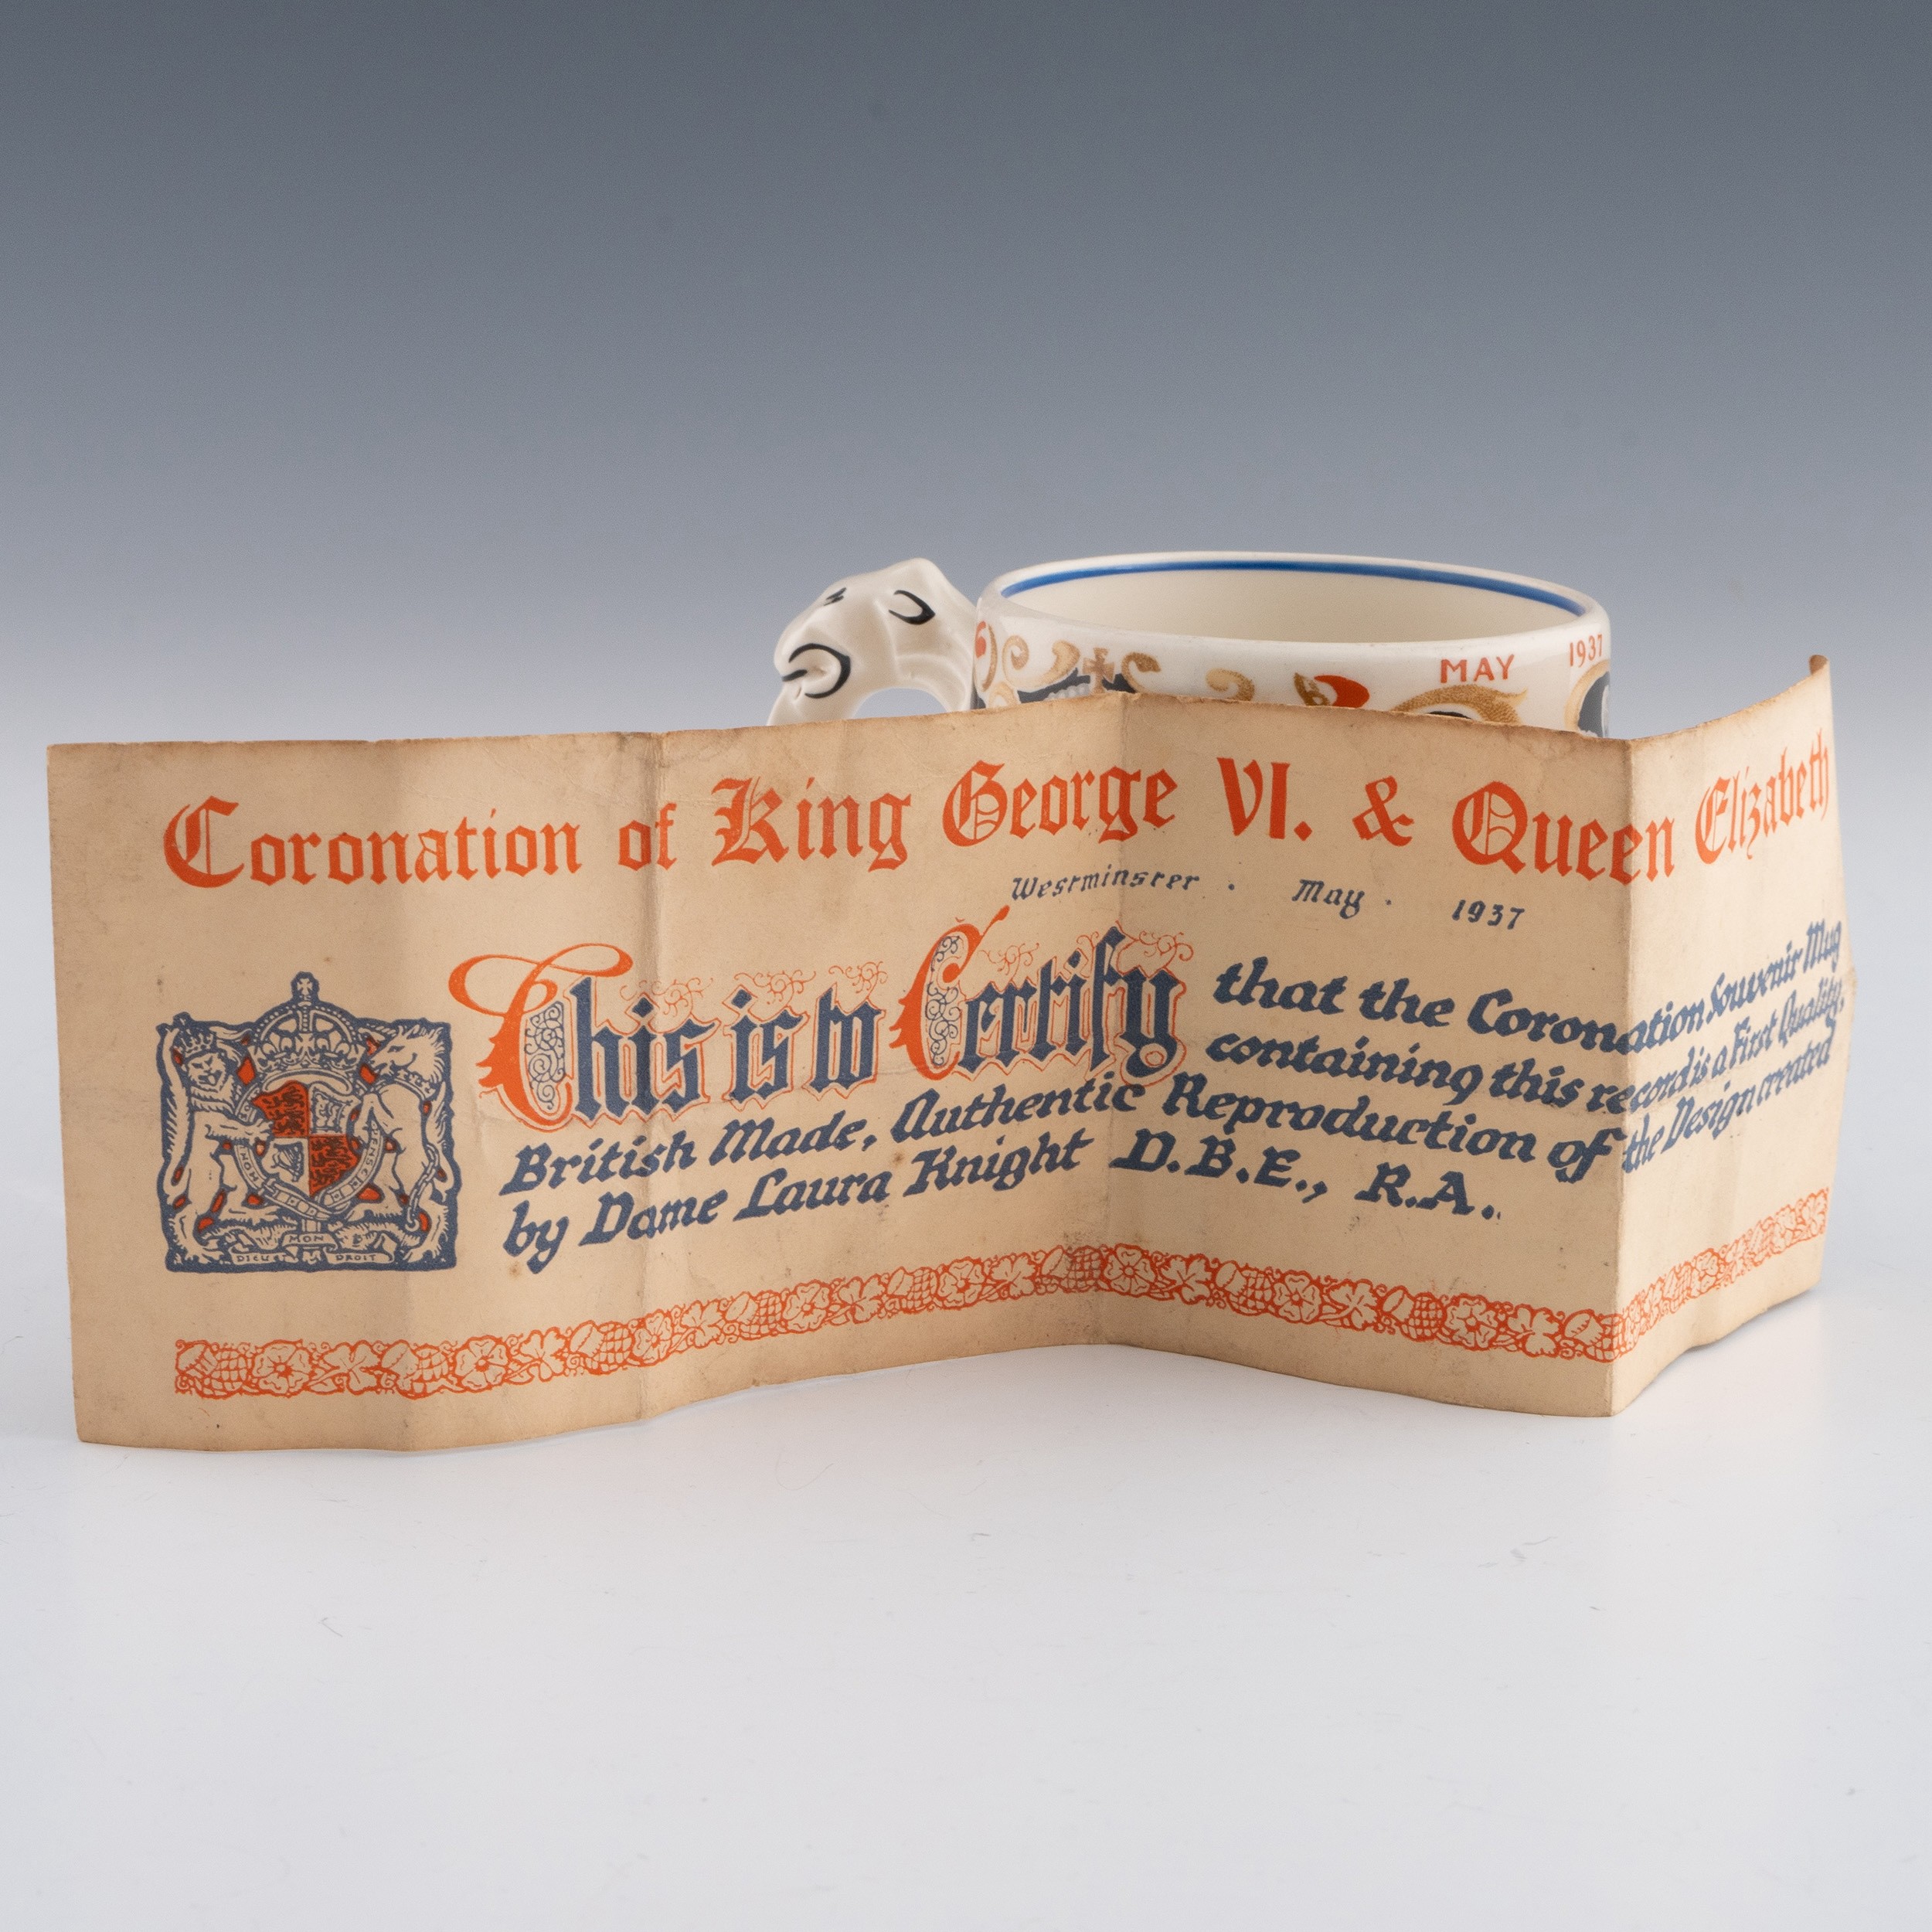 MAY 1937
Coronation of King George VI. & Queen Elizabeth
Westminster . May . 1937
This is to Certify that the Coronation Souvenir Mug
containing this record is a First Quality,
British Made, Authentic Reproduction of the Design created
by Dame Laura Knight D.B.E., R.A.
HONI
ENSE
MON
DIEU ET DROIT